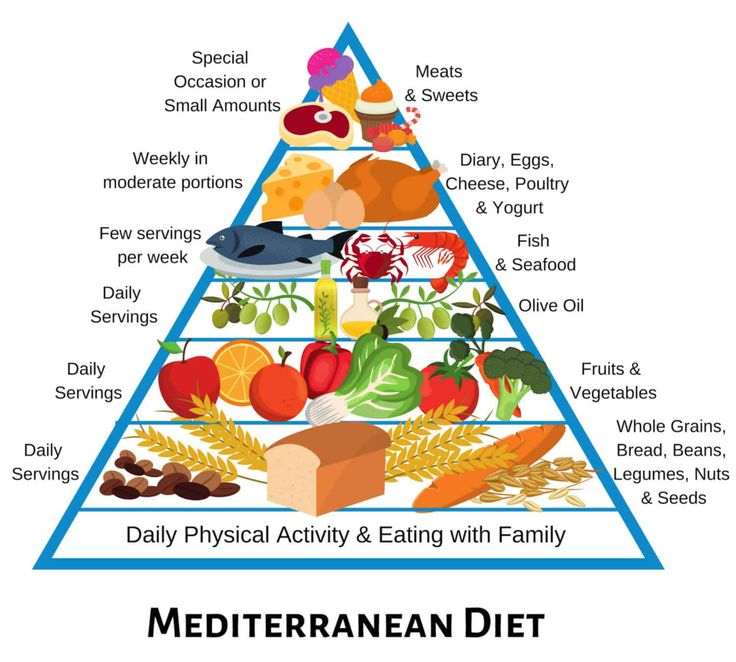 Special
Occasion or
Small Amounts
Meats
& Sweets
Weekly in
moderate portions
Diary, Eggs,
Cheese, Poultry
& Yogurt
Few servings
per week
Fish
& Seafood
Daily
Servings
Olive Oil
Daily
Servings
Fruits &
Vegetables
Daily
Servings
Whole Grains,
Bread, Beans,
Legumes, Nuts
& Seeds
Daily Physical Activity & Eating with Family
MEDITERRANEAN DIET